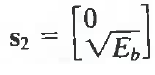 s₂ = [0
√E_b]